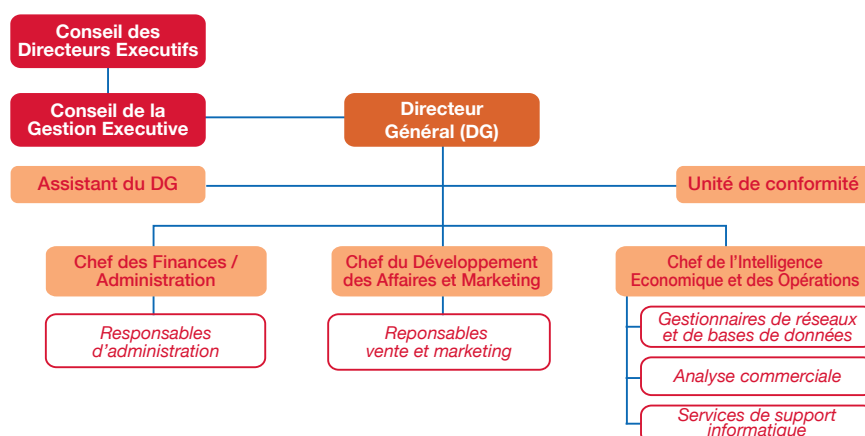 Conseil des
Directeurs Executifs
Conseil de la
Gestion Executive
Directeur
Général (DG)
Assistant du DG
Unité de conformité
Chef des Finances /
Administration
Chef du Développement
des Affaires et Marketing
Chef de l’Intelligence
Economique et des Opérations
Responsables
d’administration
Reponsables
vente et marketing
Gestionnaires de réseaux
et de bases de données
Analyse commerciale
Services de support
informatique